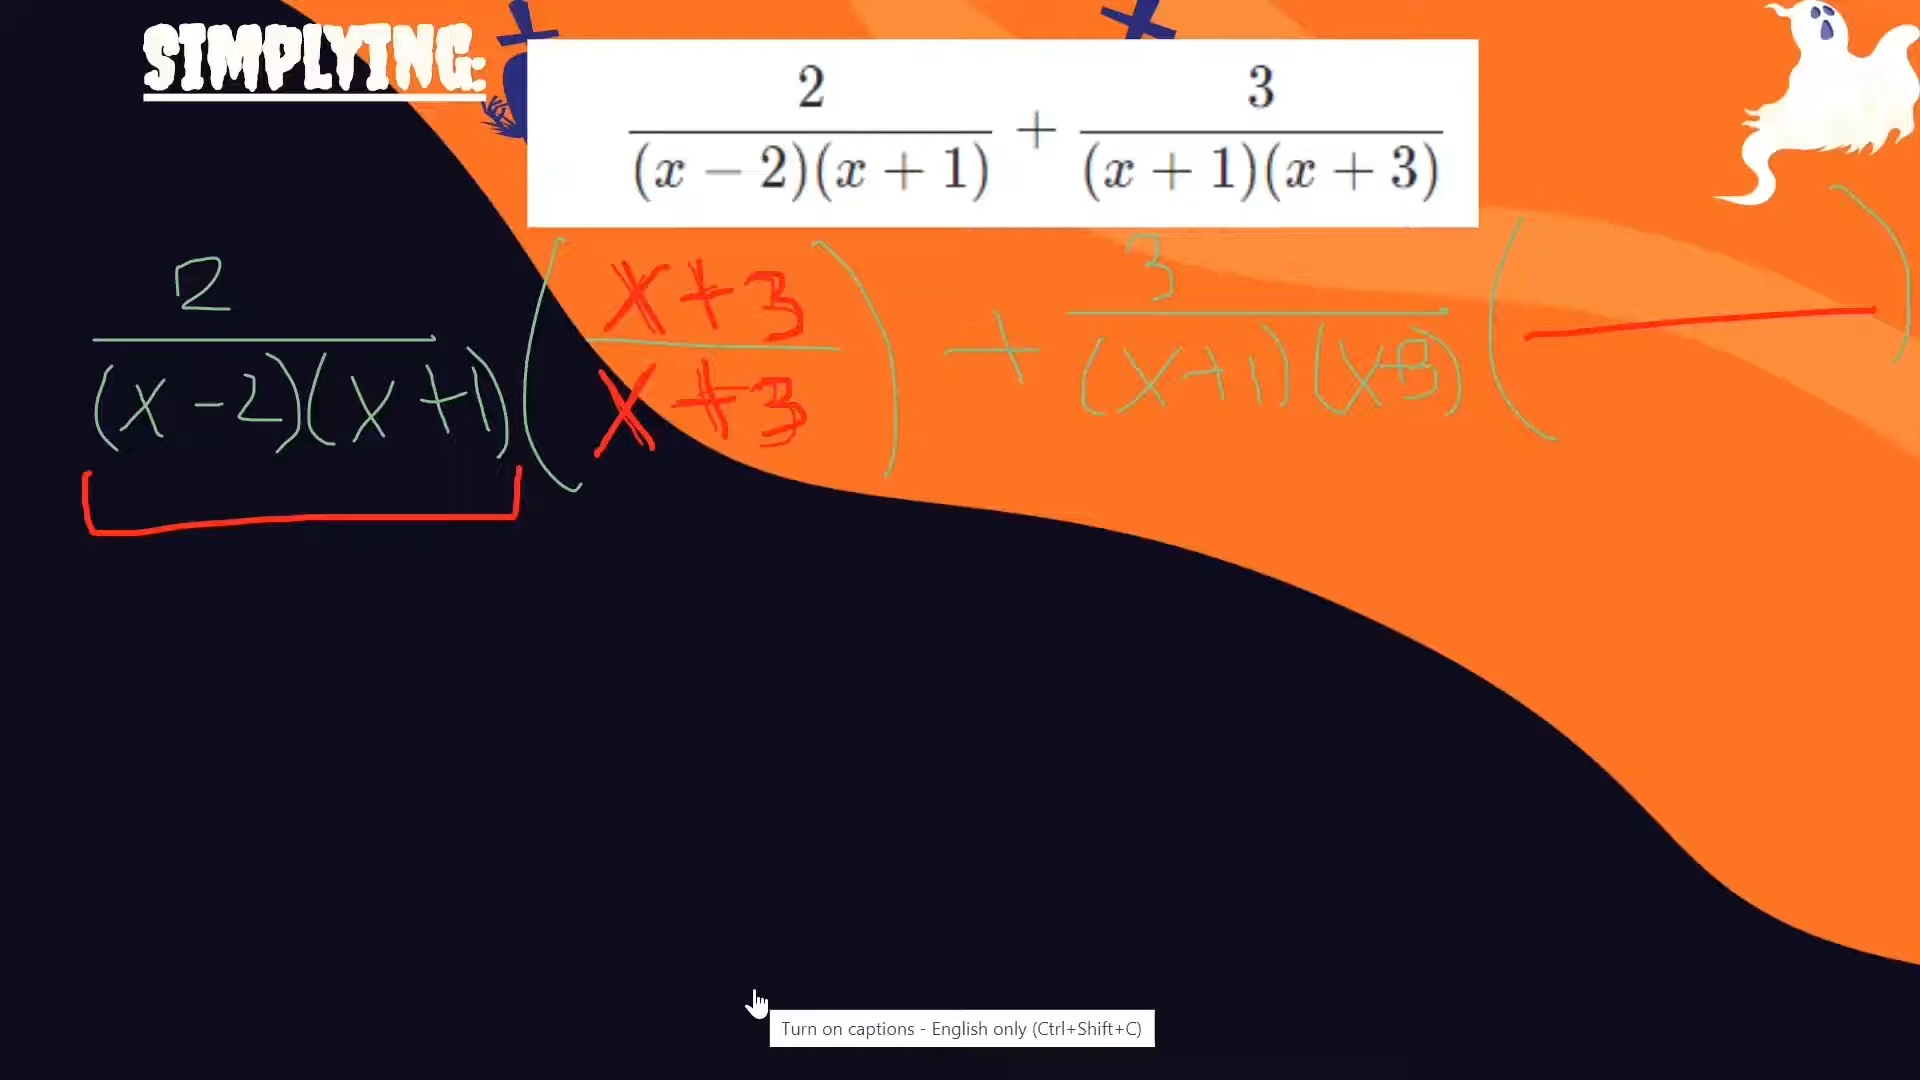 SIMPLYING:
2 / (x − 2)(x + 1) + 3 / (x + 1)(x + 3)
2 / (x - 2)(x + 1) ( x + 3 / x + 3 ) + 3 / (x + 1)(x + 3) ( )
Turn on captions - English only (Ctrl+Shift+C)